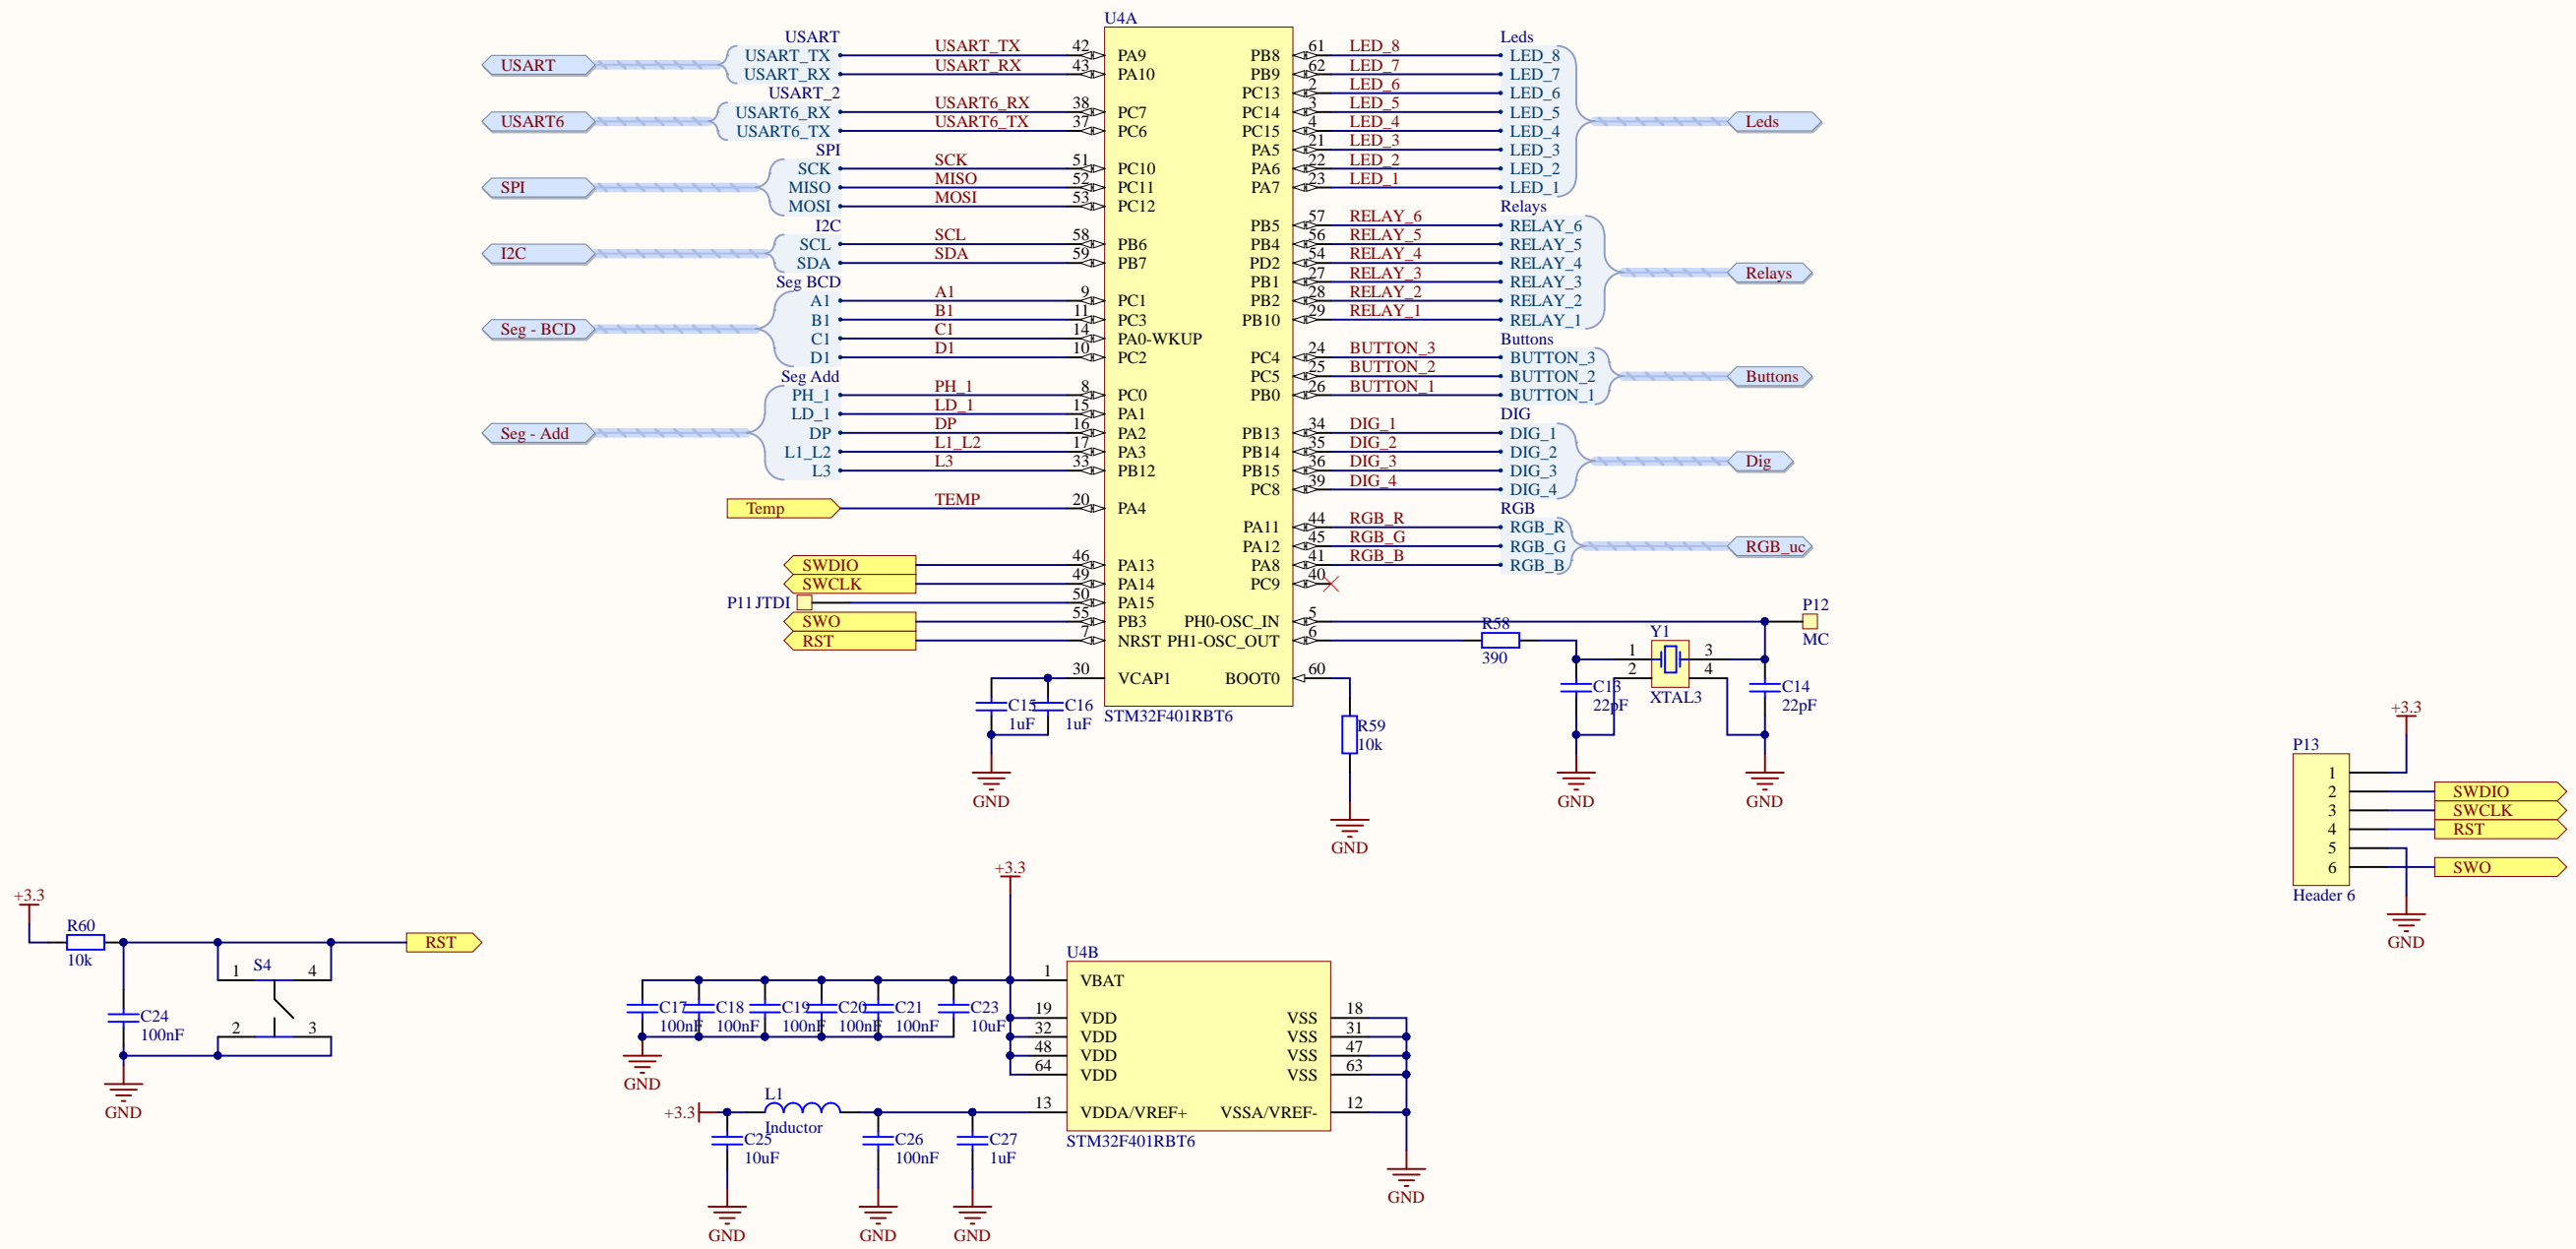 U4A
USART
USART
USART_TX
USART_RX
USART_TX 42 PA9
USART_RX 43 PA10
USART_2
USART6
USART6_RX
USART6_TX
USART6_RX 38 PC7
USART6_TX 37 PC6
SPI
SPI
SCK
MISO
MOSI
SCK 51 PC10
MISO 52 PC11
MOSI 53 PC12
I2C
I2C
SCL
SDA
SCL 58 PB6
SDA 59 PB7
Seg BCD
Seg - BCD
A1
B1
C1
D1
A1 9 PC1
B1 11 PC3
C1 14 PA0-WKUP
D1 10 PC2
Seg Add
Seg - Add
PH_1
LD_1
DP
L1_L2
L3
PH_1 8 PC0
LD_1 15 PA1
DP 16 PA2
L1_L2 17 PA3
L3 33 PB12
Temp TEMP 20 PA4
SWDIO 46 PA13
SWCLK 49 PA14
P11 JTDI 50 PA15
SWO 55 PB3
RST 7 NRST
30 VCAP1
C15 1uF
C16 1uF
GND
STM32F401RBT6
PB8 61 LED_8
PB9 62 LED_7
PC13 2 LED_6
PC14 3 LED_5
PC15 4 LED_4
PA5 21 LED_3
PA6 22 LED_2
PA7 23 LED_1
Leds
LED_8
LED_7
LED_6
LED_5
LED_4
LED_3
LED_2
LED_1
Leds
PB5 57 RELAY_6
PB4 56 RELAY_5
PD2 54 RELAY_4
PB1 27 RELAY_3
PB2 28 RELAY_2
PB10 29 RELAY_1
Relays
RELAY_6
RELAY_5
RELAY_4
RELAY_3
RELAY_2
RELAY_1
Relays
PC4 24 BUTTON_3
PC5 25 BUTTON_2
PB0 26 BUTTON_1
Buttons
BUTTON_3
BUTTON_2
BUTTON_1
Buttons
PB13 34 DIG_1
PB14 35 DIG_2
PB15 36 DIG_3
PC8 39 DIG_4
DIG
DIG_1
DIG_2
DIG_3
DIG_4
Dig
PA11 44 RGB_R
PA12 45 RGB_G
PA8 41 RGB_B
PC9 40
RGB
RGB_R
RGB_G
RGB_B
RGB_uc
PH0-OSC_IN 5
PH1-OSC_OUT 6
BOOT0 60
R58
390
R59
10k
GND
P12
MC
Y1
1 3
2 4
XTAL3
C13
22pF
C14
22pF
GND
GND
+3.3
P13
1
2 SWDIO
3 SWCLK
4 RST
5
6 SWO
Header 6
GND
+3.3
R60
10k
RST
S4
1 4
2 3
C24
100nF
GND
+3.3
C17 100nF
C18 100nF
C19 100nF
C20 100nF
C21 100nF
C23 10uF
GND
U4B
1 VBAT
19 VDD
32 VDD
48 VDD
64 VDD
13 VDDA/VREF+
VSS 18
VSS 31
VSS 47
VSS 63
VSSA/VREF- 12
STM32F401RBT6
GND
+3.3
L1
Inductor
C25
10uF
C26
100nF
C27
1uF
GND
GND
GND